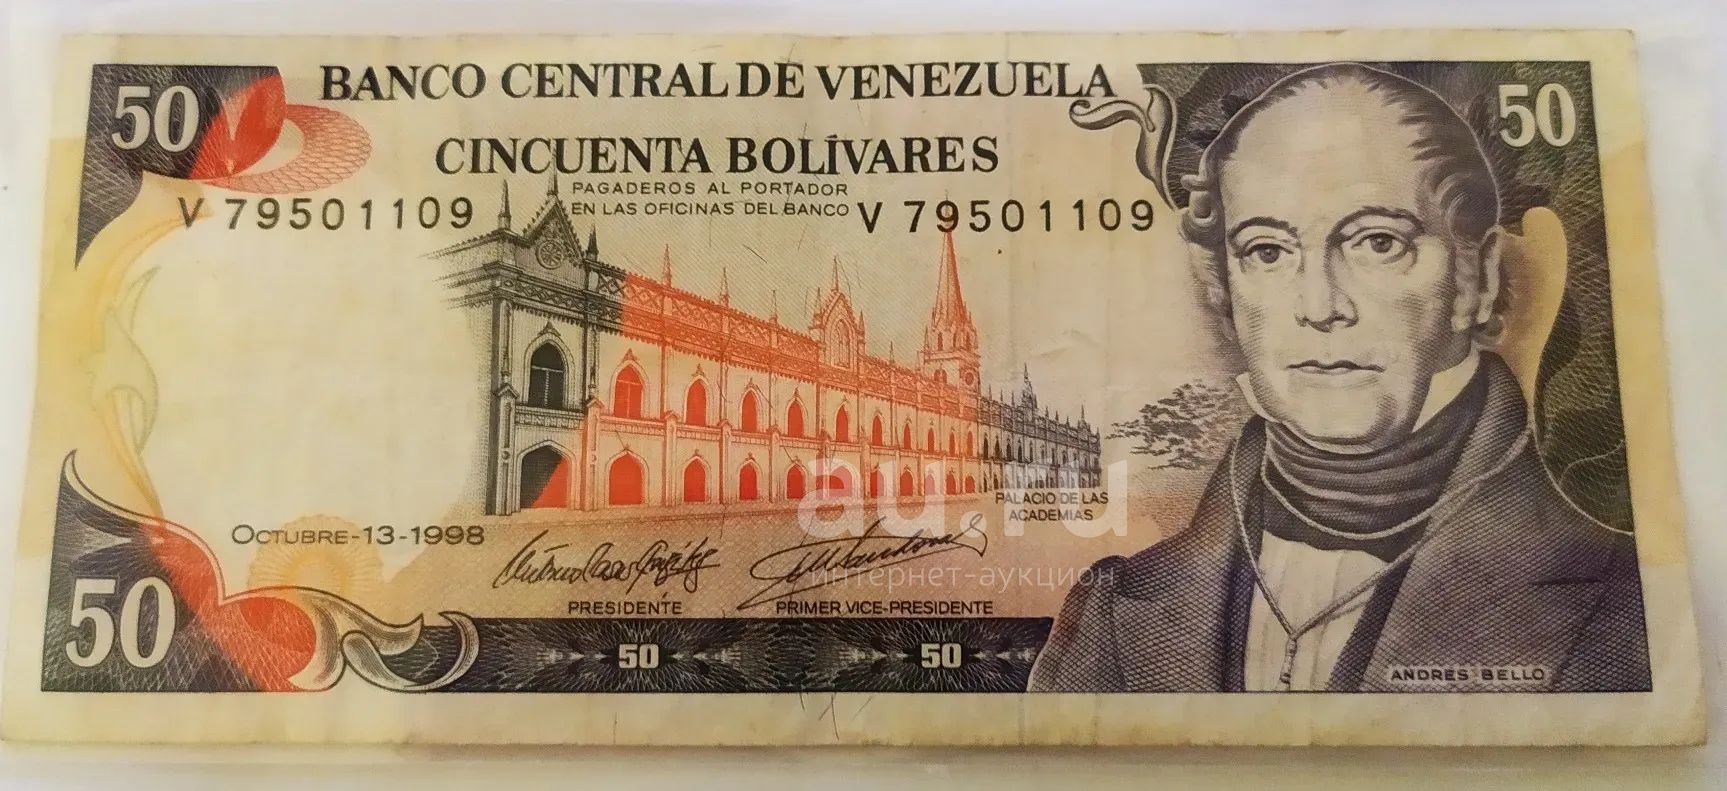 BANCO CENTRAL DE VENEZUELA
50
50
CINCUENTA BOLÍVARES
PAGADEROS AL PORTADOR
EN LAS OFICINAS DEL BANCO
V 79501109
V 79501109
au.ru
PALACIO DE LAS
ACADEMIAS
OCTUBRE-13-1998
интернет-аукцион
PRESIDENTE
PRIMER VICE-PRESIDENTE
50
50
50
ANDRES BELLO